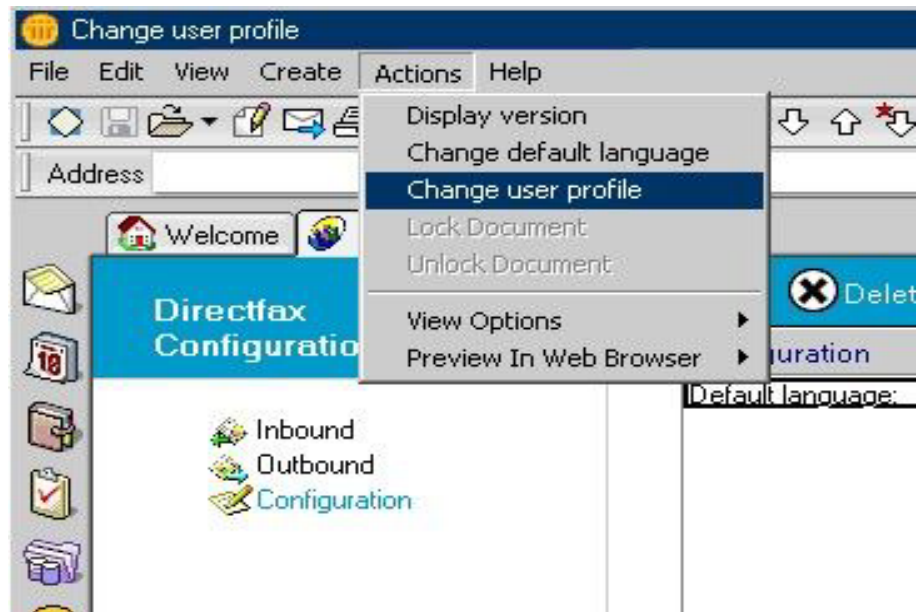 Change user profile
File Edit View Create Actions Help
Display version
Change default language
Change user profile
Lock Document
Unlock Document
View Options
Preview In Web Browser
Address
Welcome
Directfax
Configuratio
Delet
uration
Default language:
Inbound
Outbound
Configuration
18